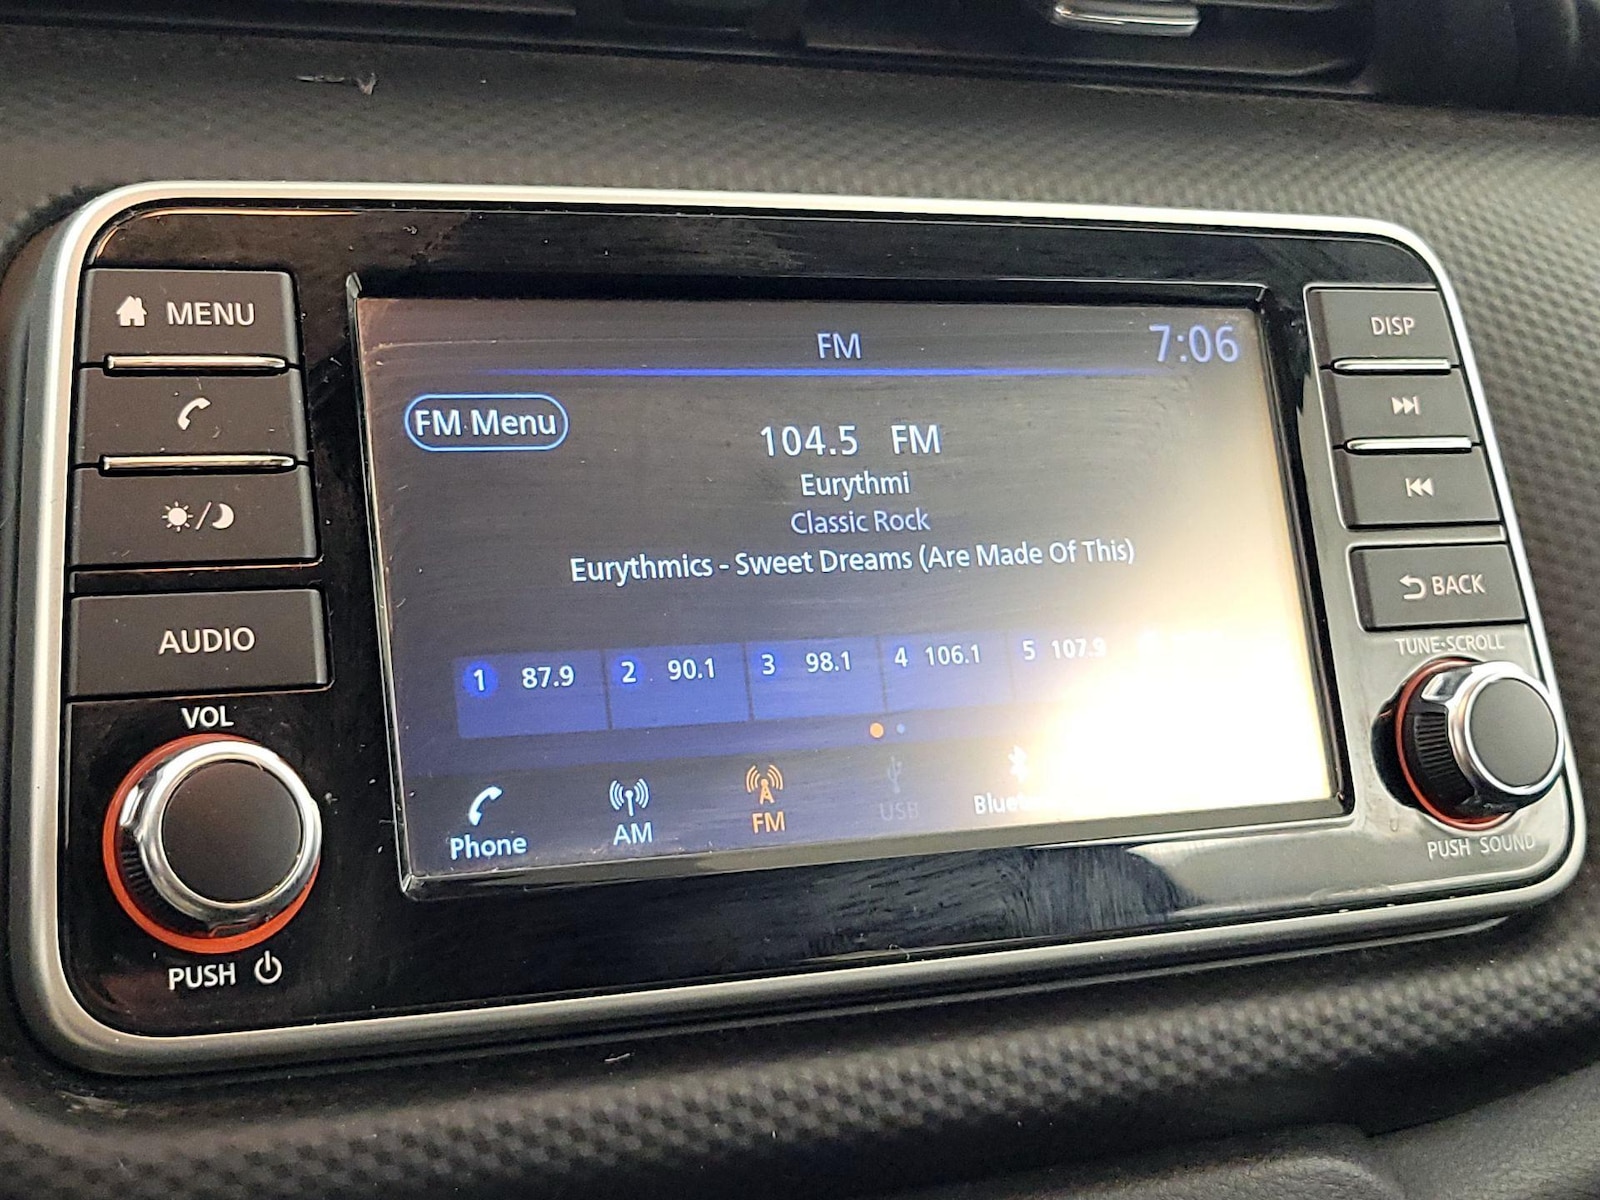 MENU
AUDIO
VOL
PUSH
FM
7:06
FM Menu
104.5 FM
Eurythmi
Classic Rock
Eurythmics - Sweet Dreams (Are Made Of This)
1 87.9 2 90.1 3 98.1 4 106.1 5 107.9
Phone AM FM USB
DISP
BACK
TUNE·SCROLL
PUSH SOUND